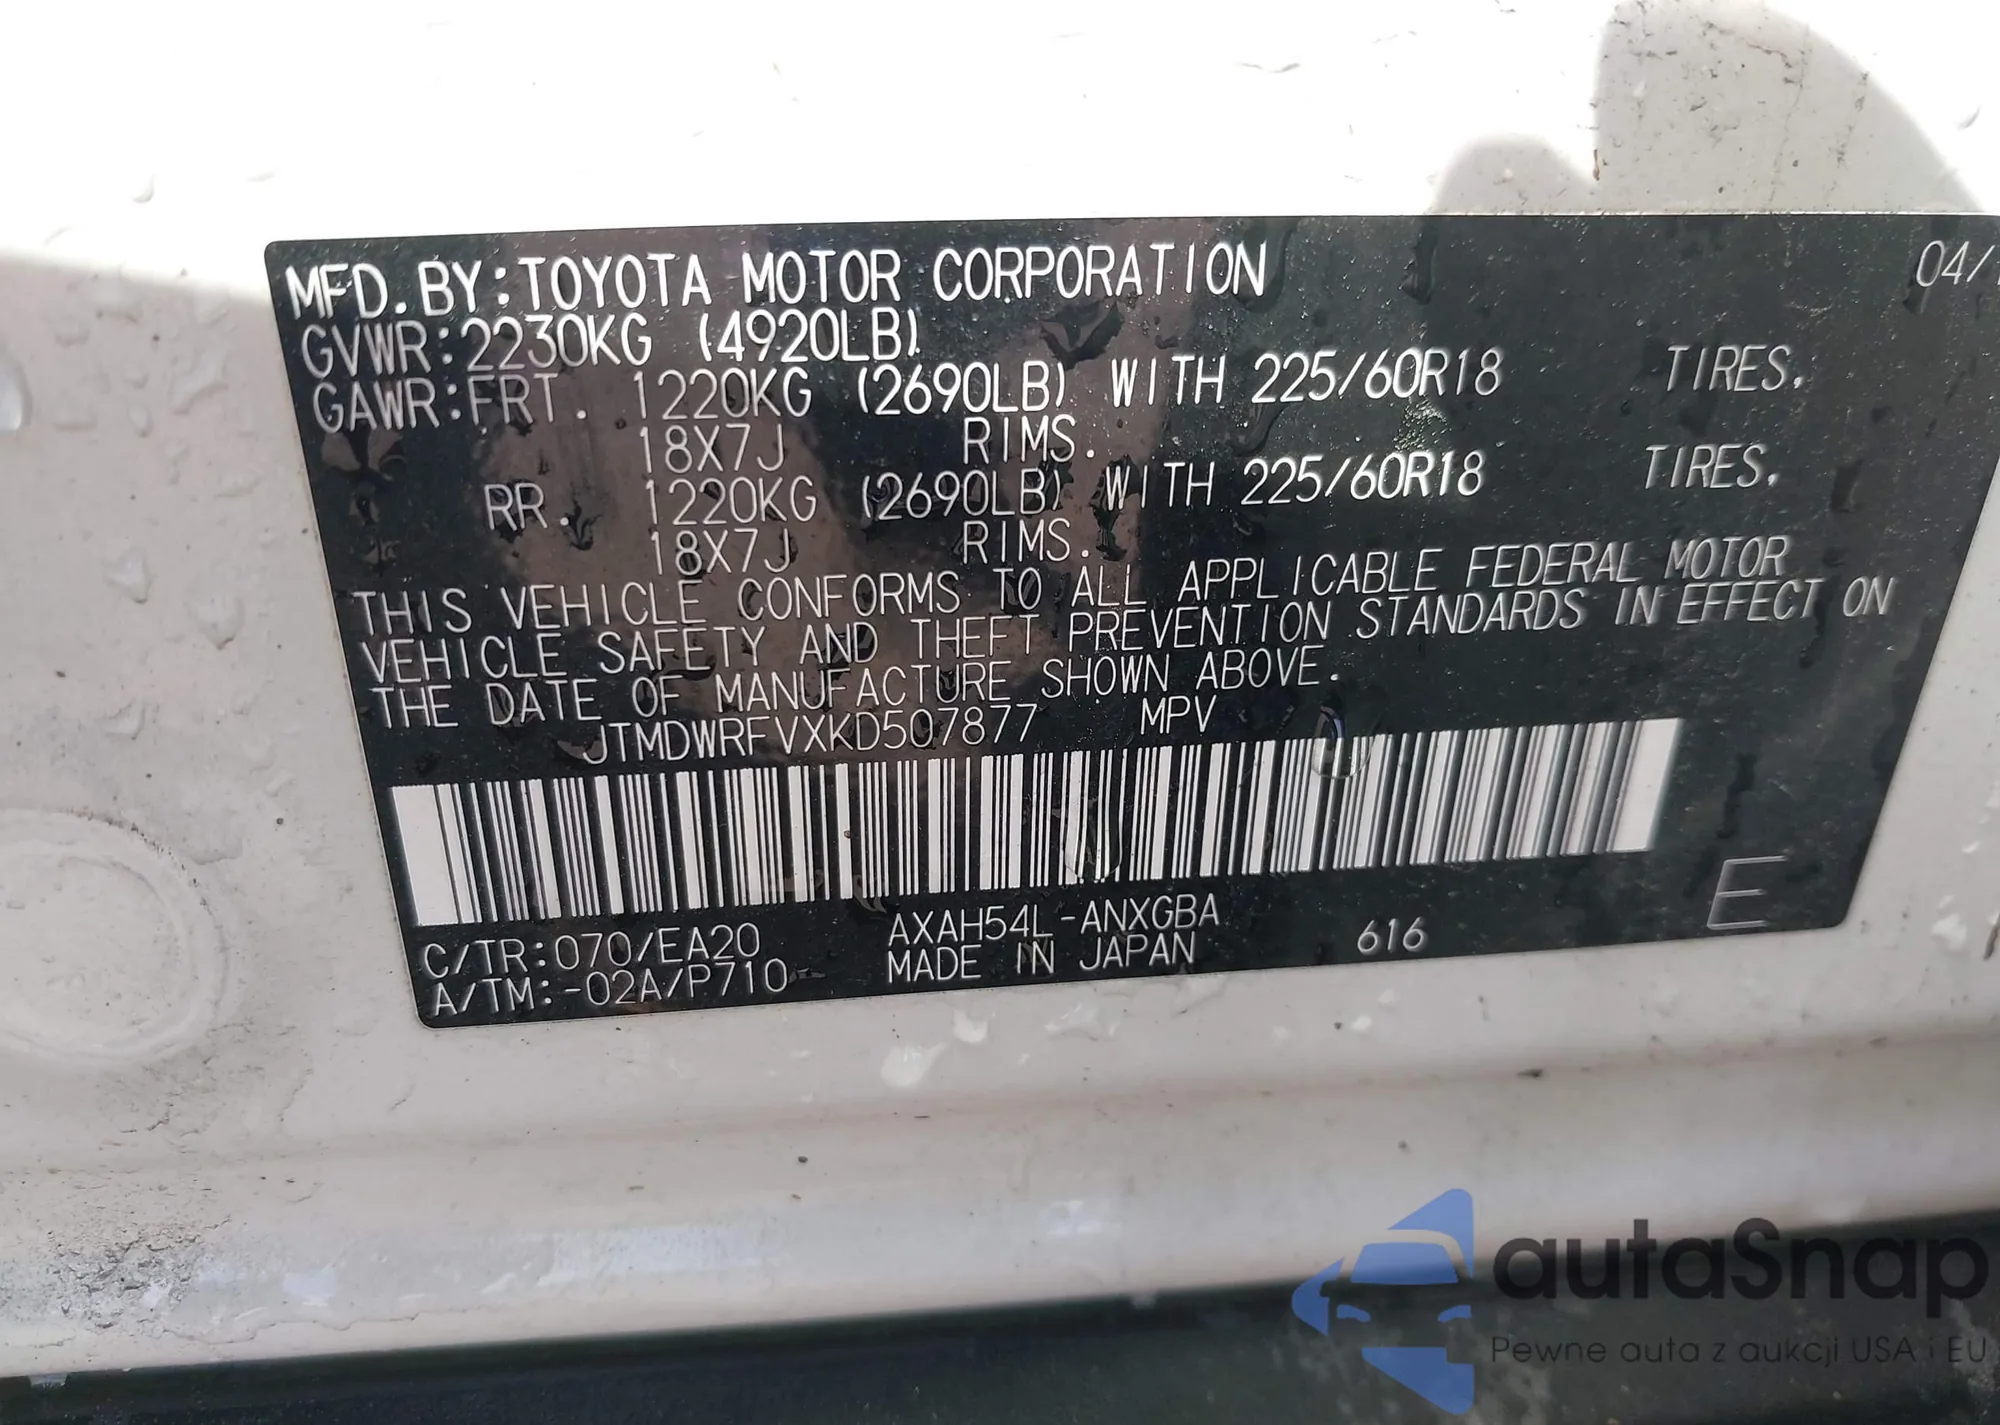 MFD. BY: TOYOTA MOTOR CORPORATION 04/
GVWR: 2230KG (4920LB)
GAWR: FRT. 1220KG (2690LB) WITH 225/60R18 TIRES,
18X7J RIMS.
RR. 1220KG (2690LB) WITH 225/60R18 TIRES,
18X7J RIMS.
THIS VEHICLE CONFORMS TO ALL APPLICABLE FEDERAL MOTOR
VEHICLE SAFETY AND THEFT PREVENTION STANDARDS IN EFFECT ON
THE DATE OF MANUFACTURE SHOWN ABOVE.
JTMDWRFVXKD507877 MPV
E
C/TR: 070/EA20 AXAH54L-ANXGBA 616
A/TM: -02A/P710 MADE IN JAPAN
autaSnap
Pewne auta z aukcji USA i EU